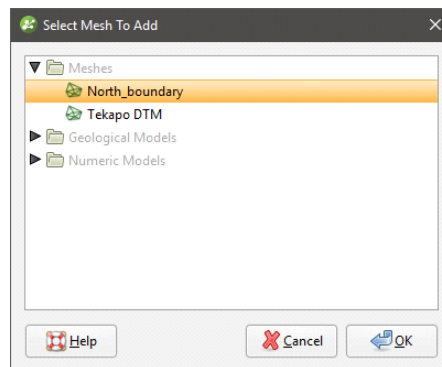 Select Mesh To Add
Meshes
North_boundary
Tekapo DTM
Geological Models
Numeric Models
Help Cancel OK